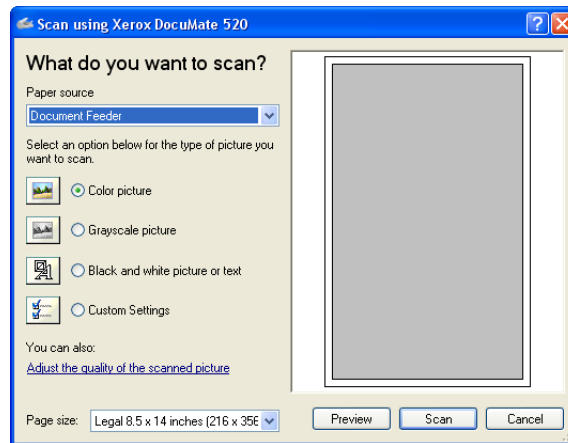 Scan using Xerox DocuMate 520
What do you want to scan?
Paper source
Document Feeder
Select an option below for the type of picture you
want to scan.
Color picture
Grayscale picture
Black and white picture or text
Custom Settings
You can also:
Adjust the quality of the scanned picture
Page size: Legal 8.5 x 14 inches (216 x 356
Preview Scan Cancel